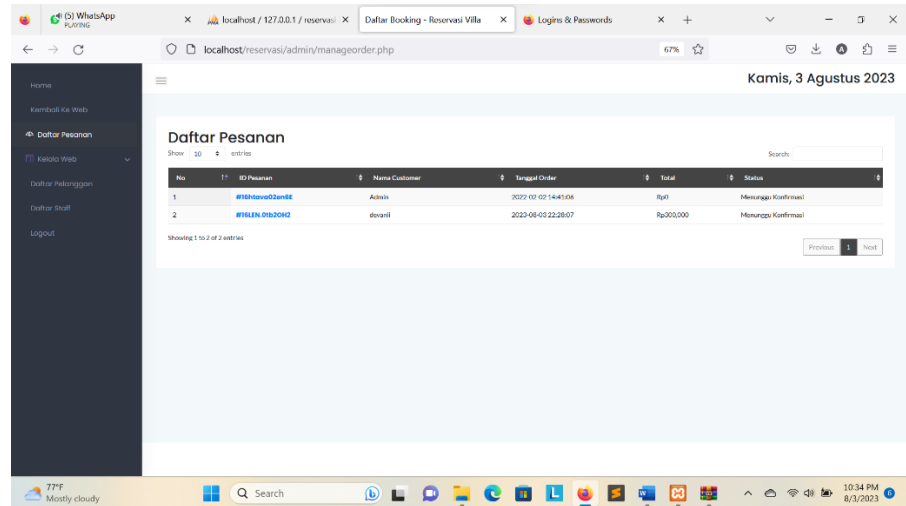 (5) WhatsApp
PLAYING
localhost / 127.0.0.1 / reservasi
Daftar Booking - Reservasi Villa
Logins & Passwords
localhost/reservasi/admin/manageorder.php
67%
Kamis, 3 Agustus 2023
Home
Kembali Ke Web
Daftar Pesanan
Kelola Web
Daftar Pelanggan
Daftar Staff
Logout
Daftar Pesanan
Show 10 entries
Search:
No ID Pesanan Nama Customer Tanggal Order Total Status
1 Admin 2022-02-02 14:41:06 Rp0 Menunggu Konfirmasi
2 devanii 2023-08-03 22:28:07 Rp300,000 Menunggu Konfirmasi
Showing 1 to 2 of 2 entries
Previous 1 Next
77°F
Mostly cloudy
Search
10:34 PM
8/3/2023
6